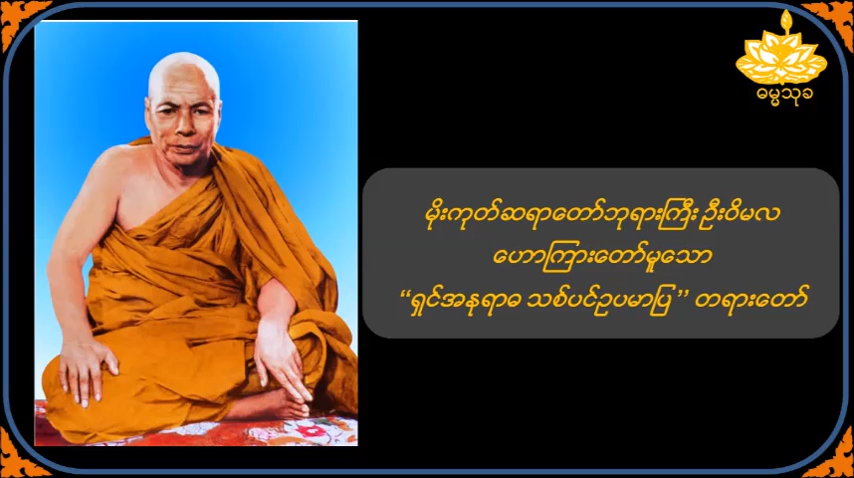 ဓမ္မသုခ
မိုးကုတ်ဆရာတော်ဘုရားကြီး ဦးဝိမလ
ဟောကြားတော်မူသော
“ရှင်အနုရာဓ သစ်ပင်ဥပမာပြ” တရားတော်